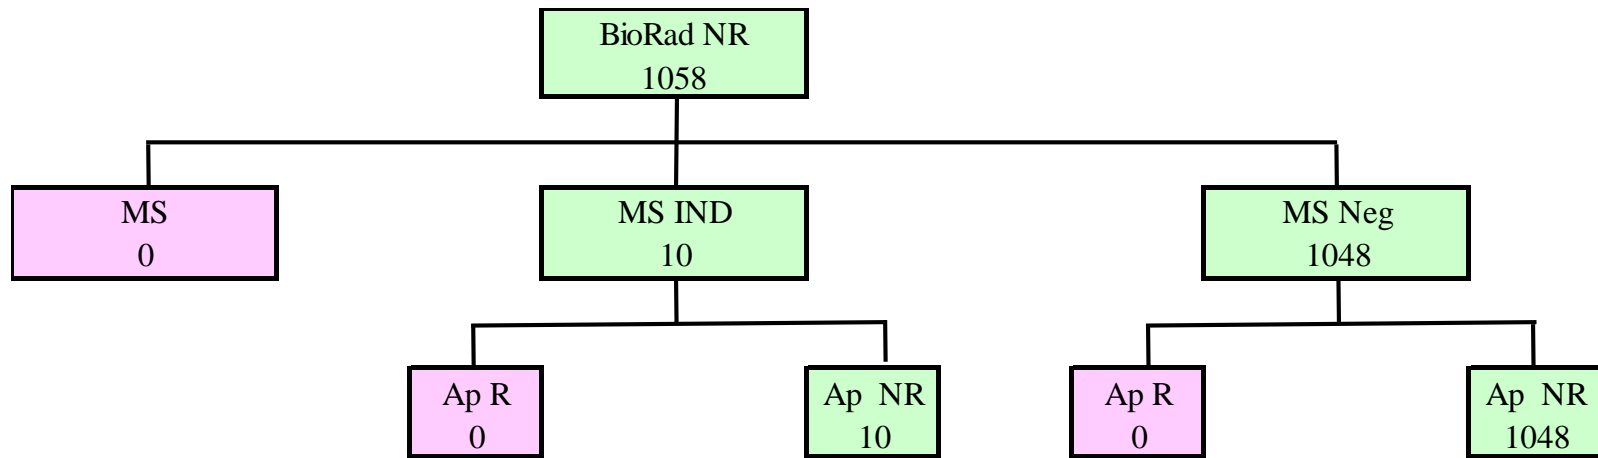 BioRad NR
1058
MS
0
MS IND
10
MS Neg
1048
Ap R
0
Ap NR
10
Ap R
0
Ap NR
1048